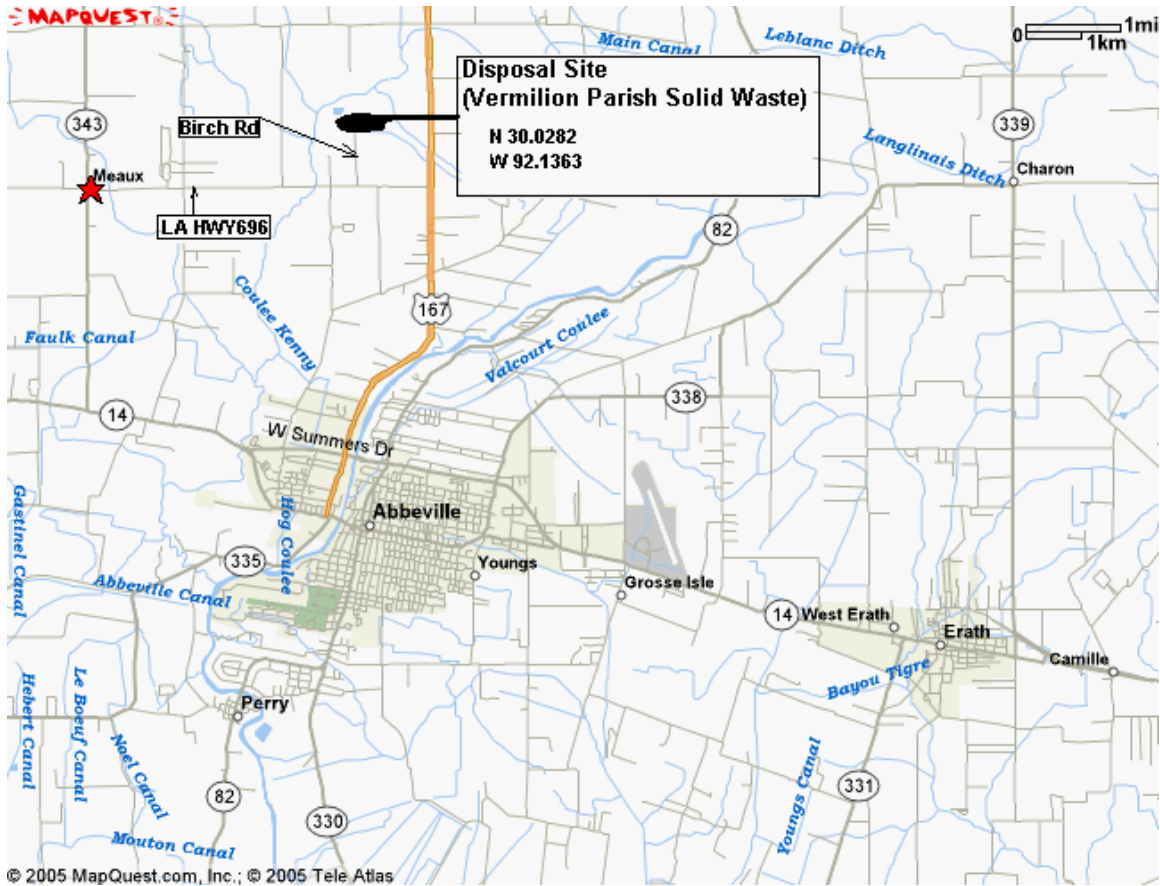 MAPQUEST
Main Canal
Leblanc Ditch
0
1mi
1km
Disposal Site
(Vermilion Parish Solid Waste)
N 30.0282
W 92.1363
343
Birch Rd
339
Langlinais Ditch
Meaux
Charon
LA HWY696
82
Coulee Kenny
167
Faulk Canal
Valcourt Coulee
338
14
W Summers Dr
Gastinel Canal
Hog Coulee
Abbeville
335
Youngs
Abbeville Canal
Grosse Isle
14
West Erath
Erath
Camille
Bayou Tigre
Hebert Canal
Le Boeuf Canal
Perry
Noel Canal
Youngs Canal
82
330
331
Mouton Canal
© 2005 MapQuest.com, Inc.; © 2005 Tele Atlas